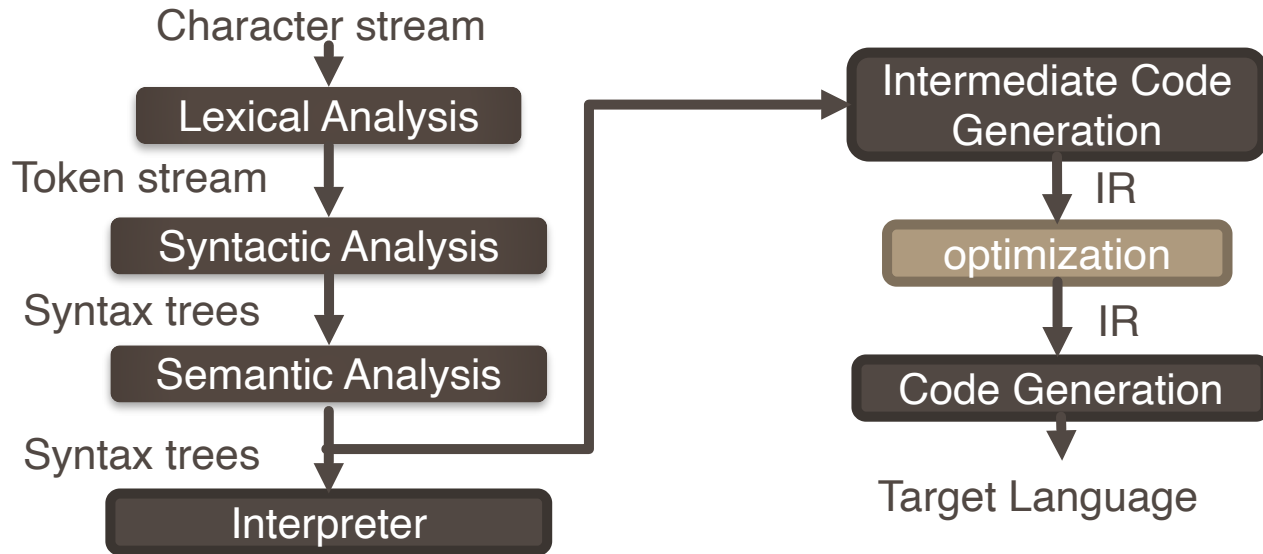 Character stream
Lexical Analysis
Token stream
Syntactic Analysis
Syntax trees
Semantic Analysis
Syntax trees
Interpreter
Intermediate Code
Generation
IR
optimization
IR
Code Generation
Target Language